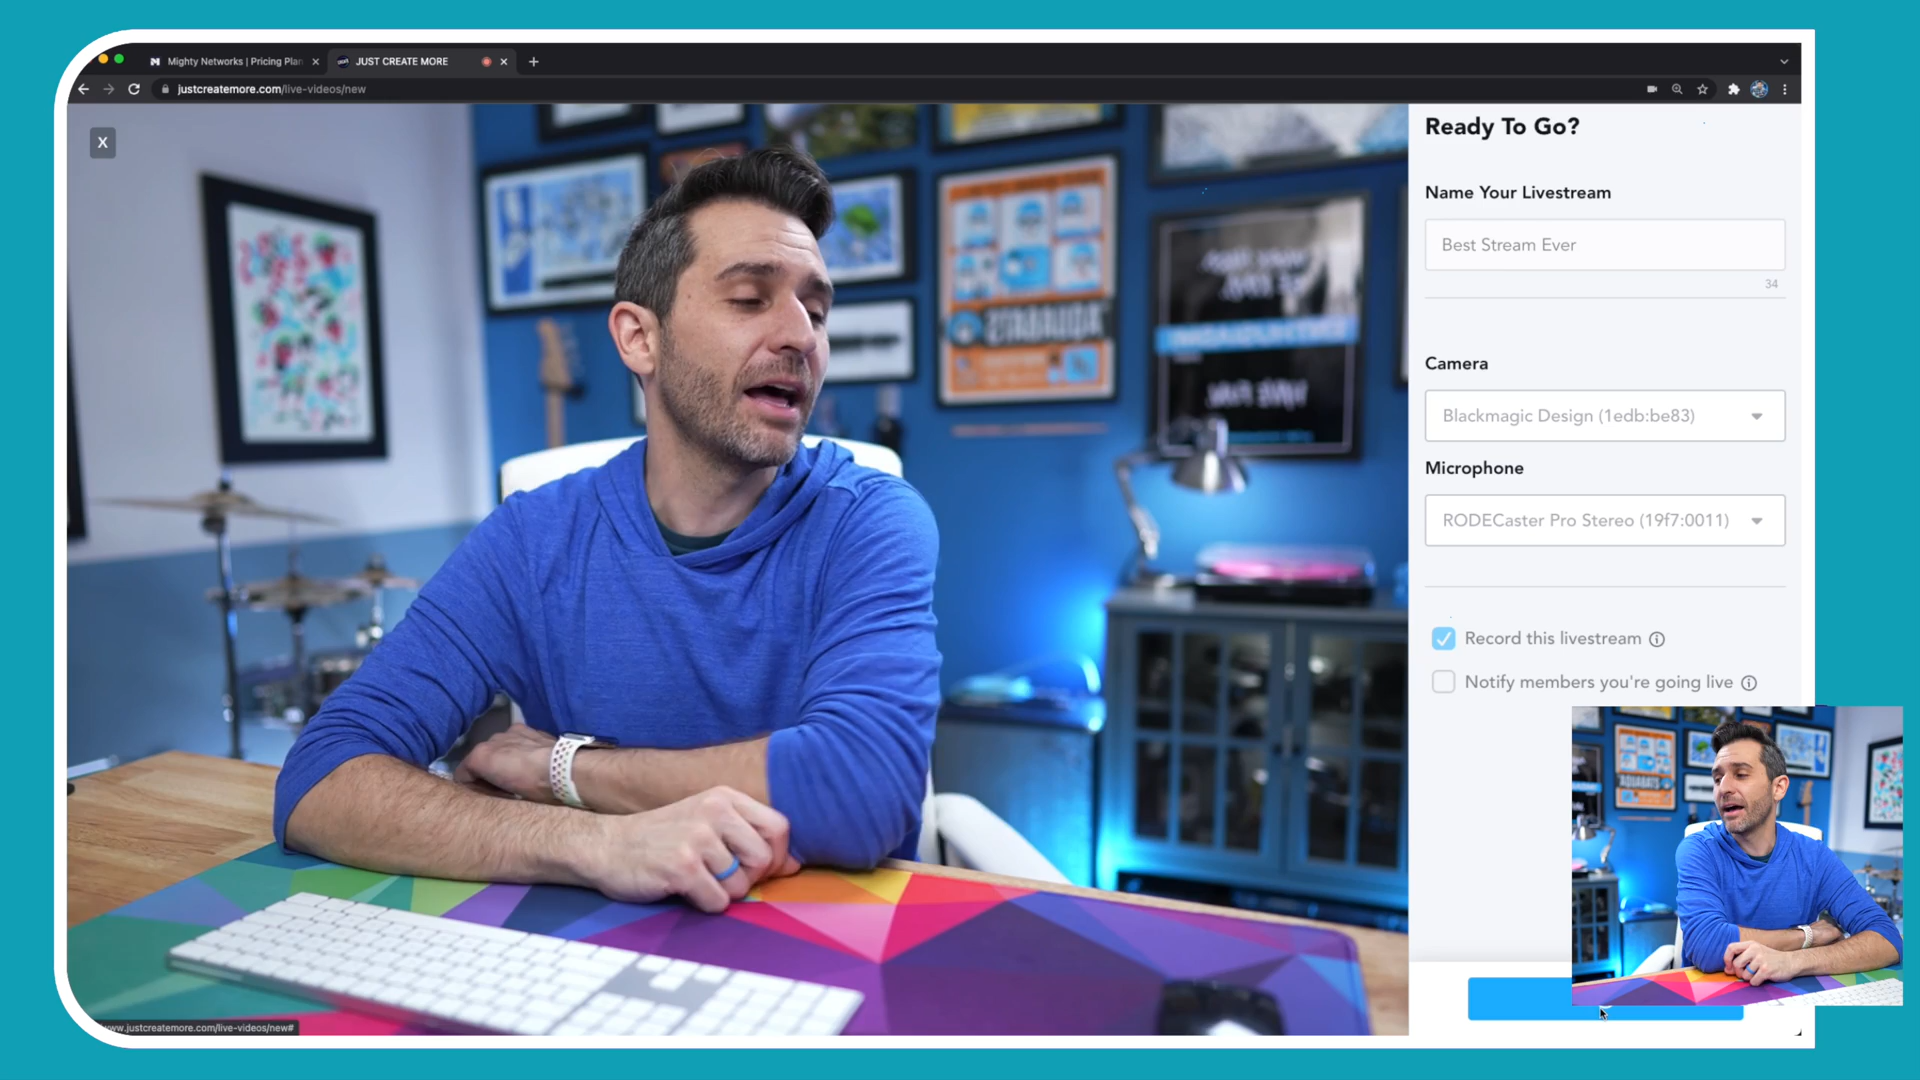 Mighty Networks | Pricing Plan
JUST CREATE MORE
justcreatemore.com/live-videos/new
X
Ready To Go?
Name Your Livestream
Best Stream Ever
34
Camera
Blackmagic Design (1edb:be83)
Microphone
RODECaster Pro Stereo (19f7:0011)
Record this livestream
Notify members you're going live
AQUABATS
AQUABATS
www.justcreatemore.com/live-videos/new#